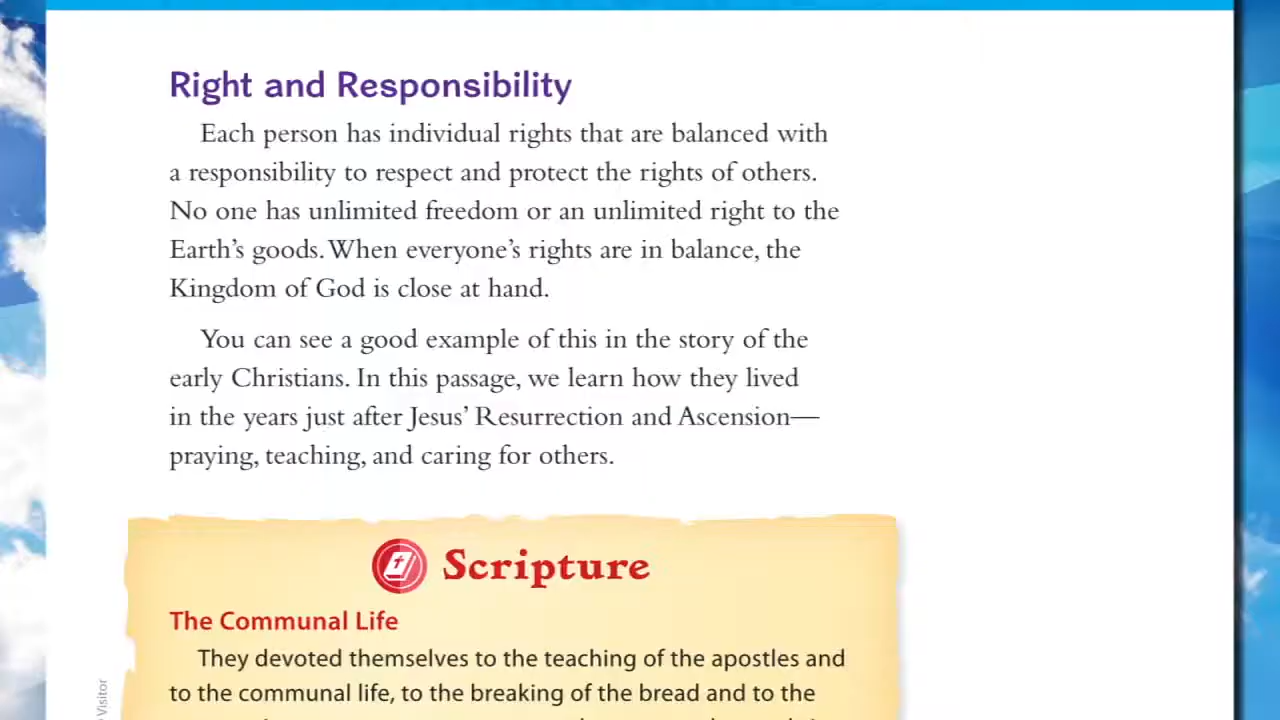 Right and Responsibility
Each person has individual rights that are balanced with
a responsibility to respect and protect the rights of others.
No one has unlimited freedom or an unlimited right to the
Earth's goods. When everyone's rights are in balance, the
Kingdom of God is close at hand.
You can see a good example of this in the story of the
early Christians. In this passage, we learn how they lived
in the years just after Jesus' Resurrection and Ascension—
praying, teaching, and caring for others.
Scripture
The Communal Life
They devoted themselves to the teaching of the apostles and
to the communal life, to the breaking of the bread and to the
Visitor